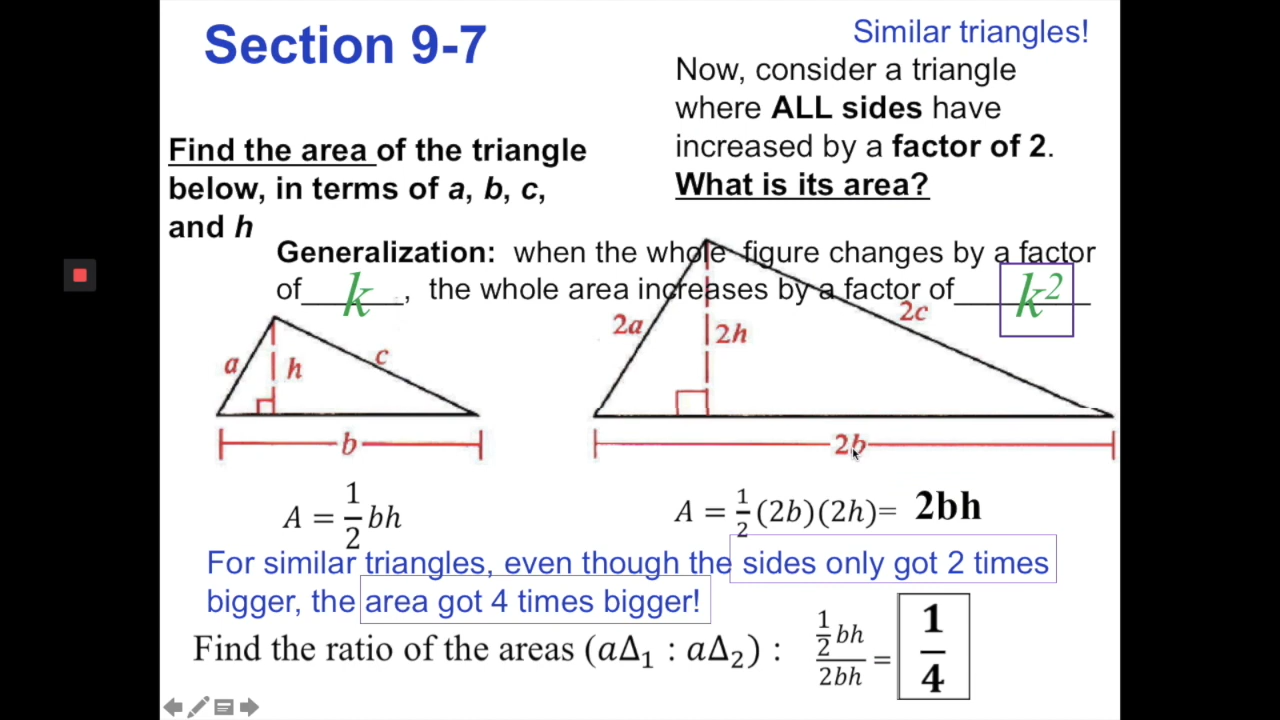 Section 9-7
Similar triangles!
Now, consider a triangle
where ALL sides have
increased by a factor of 2.
What is its area?
Find the area of the triangle
below, in terms of a, b, c,
and h
Generalization: when the whole figure changes by a factor
of______k______, the whole area increases by a factor of______k²______
a
h
c
b
2a
2h
2c
2b
A = 1/2 bh
A = 1/2 (2b)(2h)= 2bh
For similar triangles, even though the sides only got 2 times
bigger, the area got 4 times bigger!
Find the ratio of the areas (aΔ₁ : aΔ₂) : 1/2 bh / 2bh = 1/4